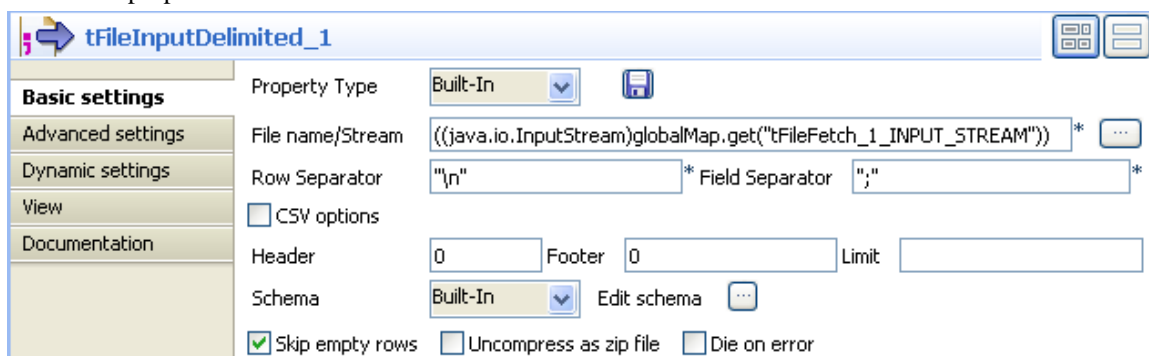 tFileInputDelimited_1
Basic settings
Advanced settings
Dynamic settings
View
Documentation
Property Type Built-In
File name/Stream ((java.io.InputStream)globalMap.get("tFileFetch_1_INPUT_STREAM")) * ...
Row Separator "\n" * Field Separator ";" *
CSV options
Header 0 Footer 0 Limit
Schema Built-In Edit schema ...
Skip empty rows Uncompress as zip file Die on error